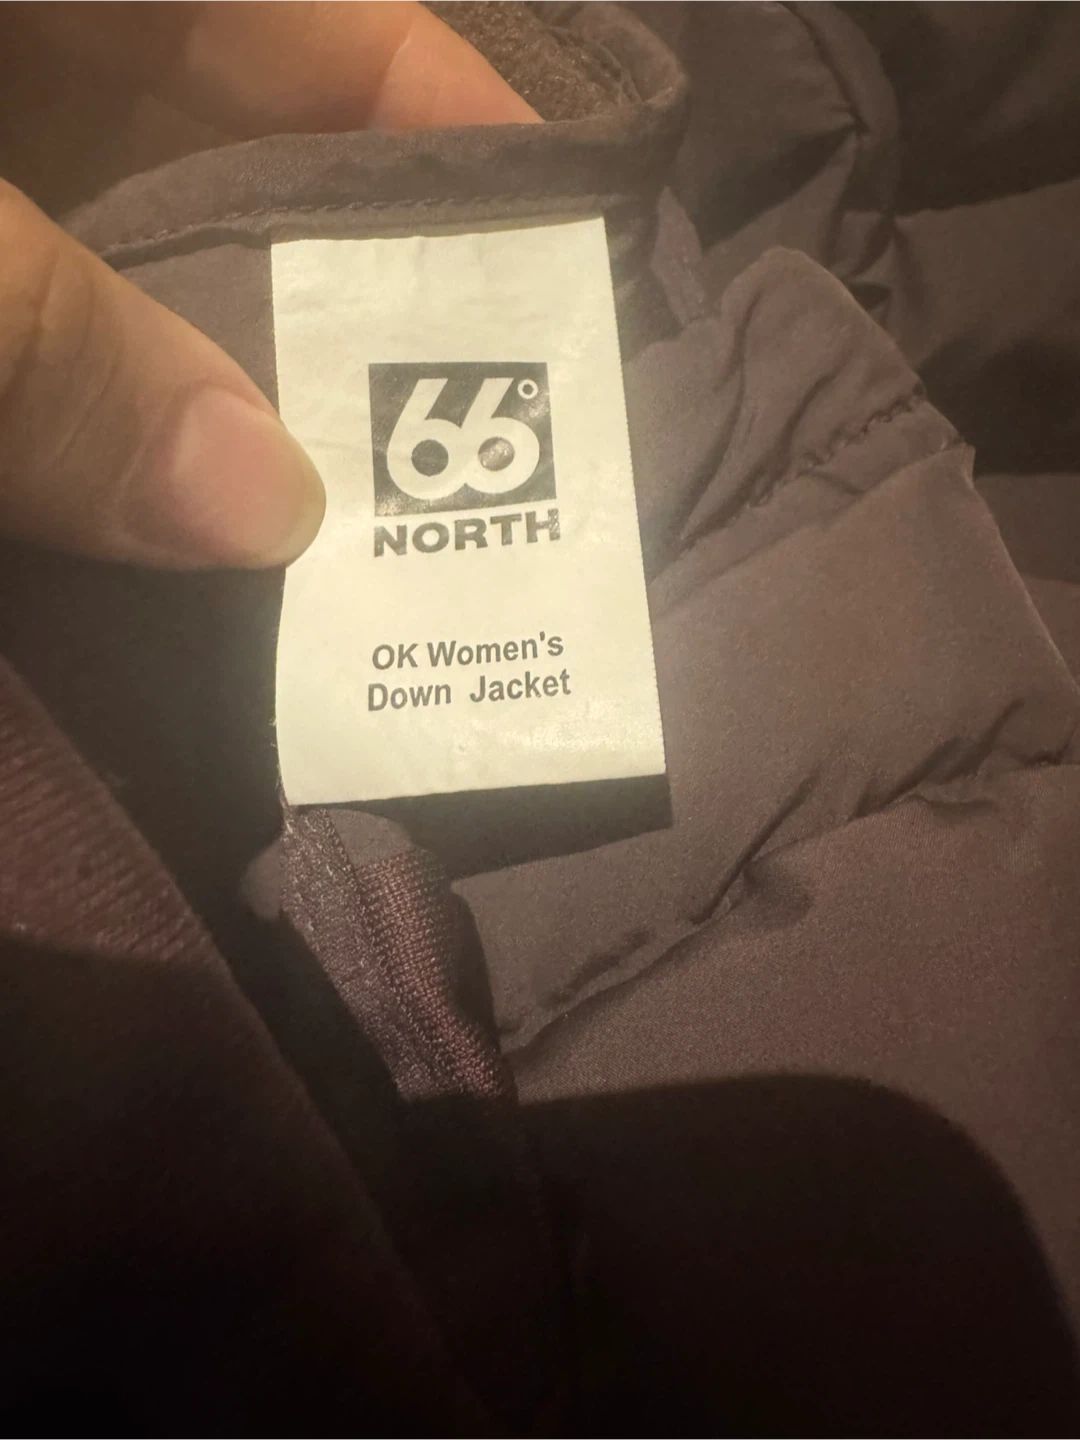 66°
NORTH
OK Women's
Down Jacket